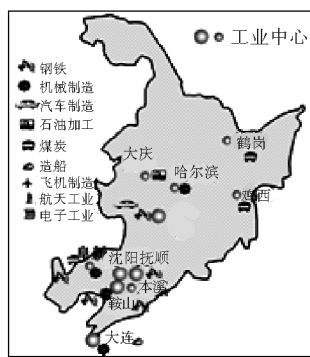 工业中心
钢铁
机械制造
汽车制造
石油加工
煤炭
造船
飞机制造
航天工业
电子工业
鹤岗
大庆
哈尔滨
鸡西
沈阳抚顺
本溪
鞍山
大连